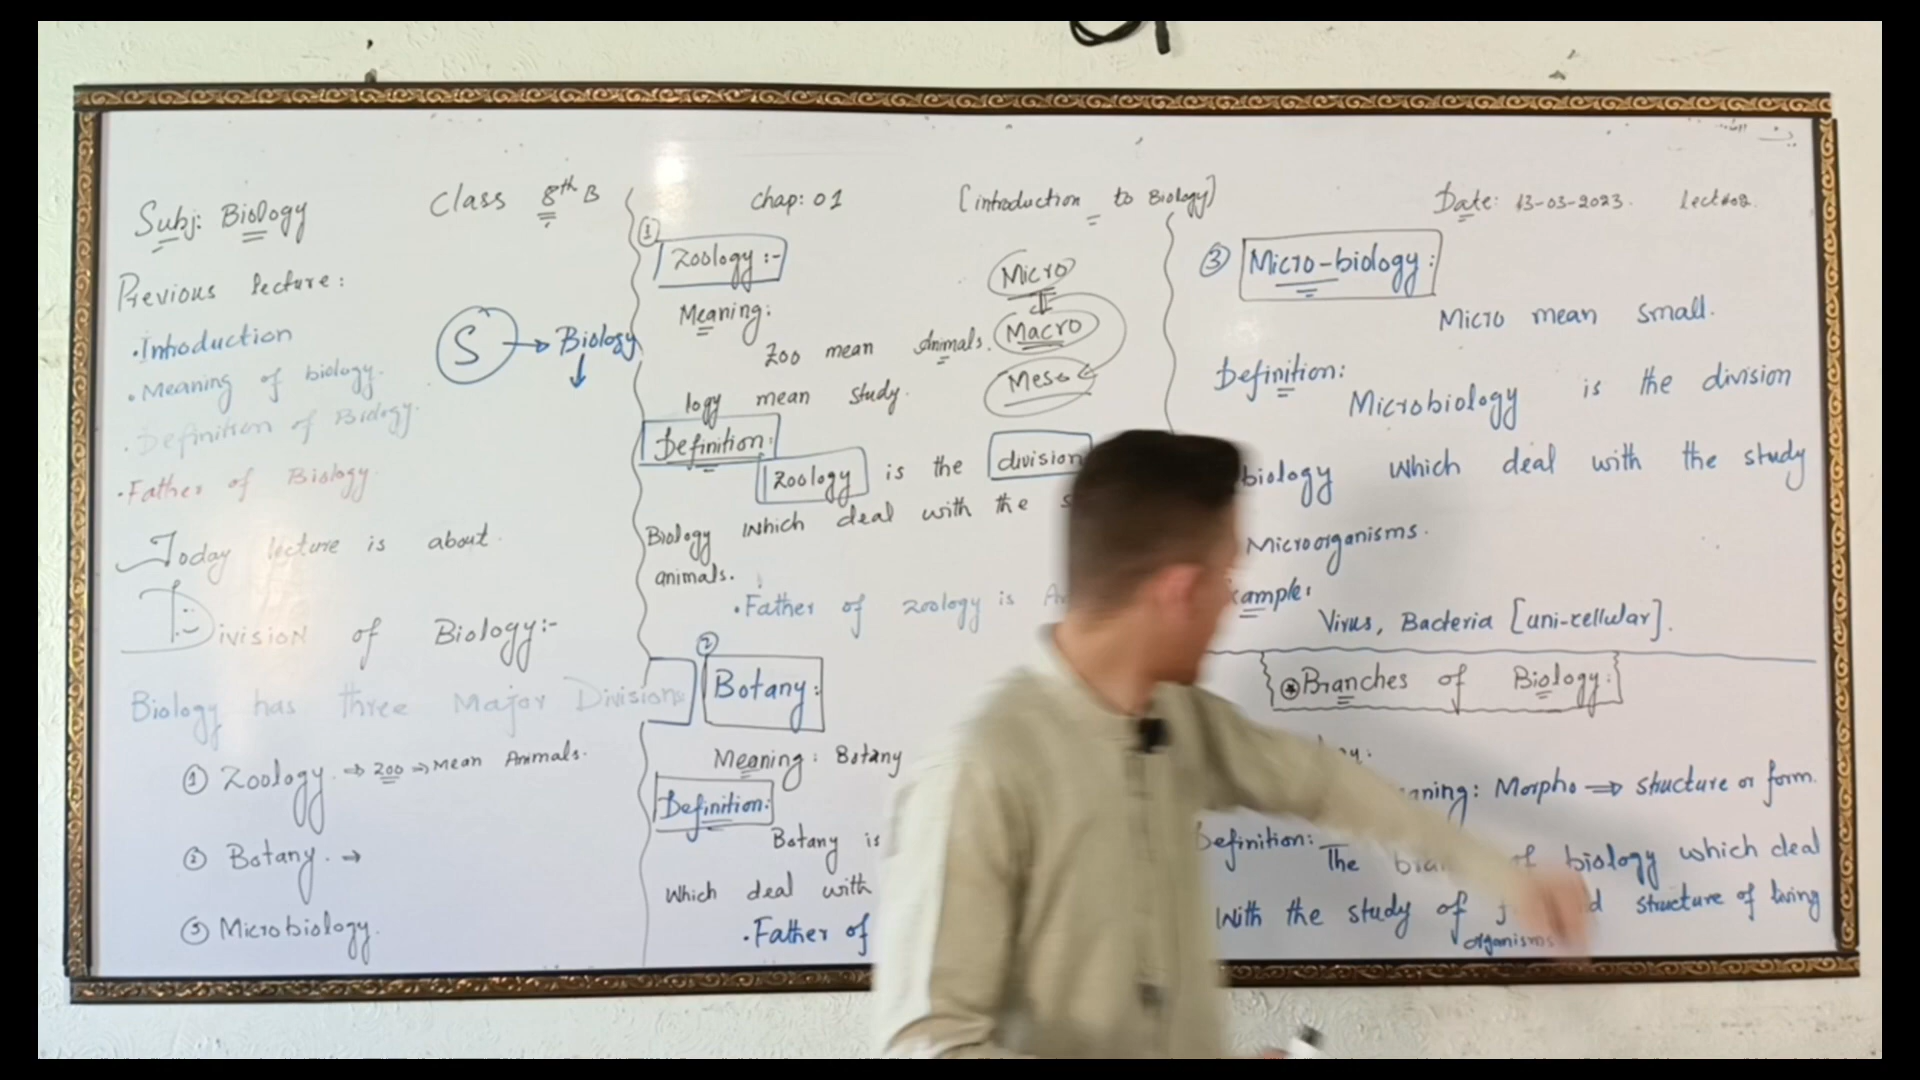 Subj: Biology
Class 8th B
Chap: 01
[introduction to Biology]
Date: 13-03-2023. Lect#02.
Previous lecture:
.Introduction
.Meaning of biology.
.Definition of Biology.
.Father of Biology.
S → Biology
Today lecture is about.
Division of Biology:-
Biology has three Major Divisions
① Zoology. ⇒ Zoo → Mean Animals.
② Botany. →
③ Microbiology.
①
Zoology:-
Meaning:
Zoo mean Animals.
logy mean study.
Micro
Macro
Meso
Definition:
Zoology is the division
Biology which deal with the
animals.
.Father of zoology is
②
Botany:
Meaning: Botany
Definition:
Botany is
which deal with
.Father of
③ Micro-biology:
Micro mean small.
Definition:
Microbiology is the division
biology which deal with the study
Microorganisms.
Virus, Bacteria [uni-cellular].
Branches of Biology:
Morpho ⇒ structure or form.
Definition: The of biology which deal
with the study of structure of living
organisms